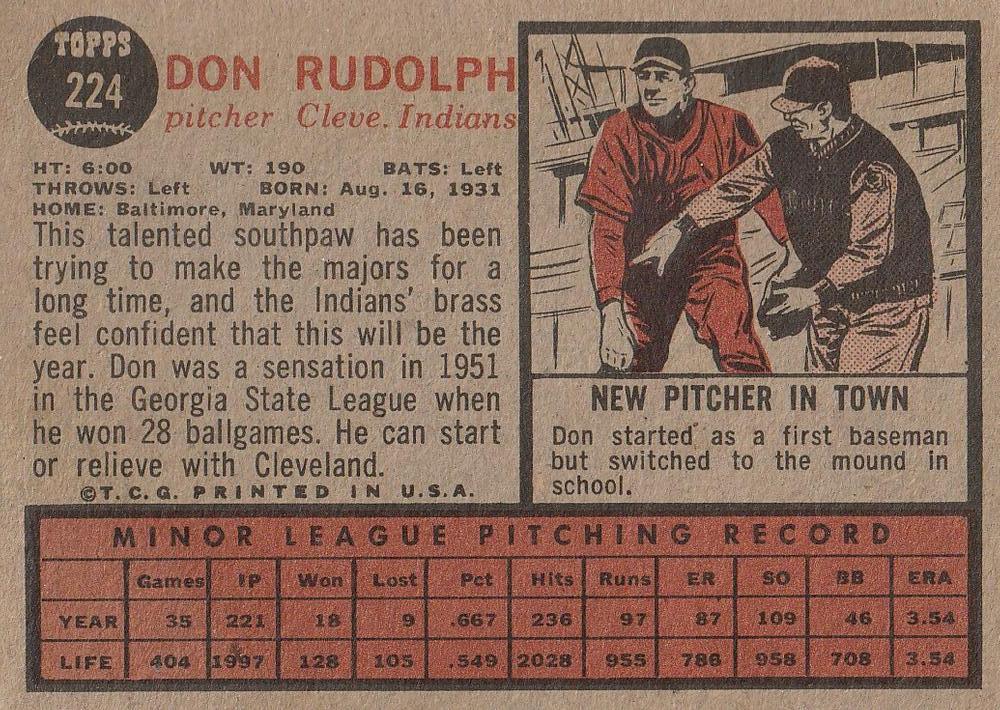 TOPPS
224
DON RUDOLPH
pitcher Cleve. Indians
HT: 6:00 WT: 190 BATS: Left
THROWS: Left BORN: Aug. 16, 1931
HOME: Baltimore, Maryland
This talented southpaw has been
trying to make the majors for a
long time, and the Indians' brass
feel confident that this will be the
year. Don was a sensation in 1951
in the Georgia State League when
he won 28 ballgames. He can start
or relieve with Cleveland.
©T.C.G. PRINTED IN U.S.A.
NEW PITCHER IN TOWN
Don started as a first baseman
but switched to the mound in
school.
MINOR LEAGUE PITCHING RECORD
Games IP Won Lost Pct Hits Runs ER SO BB ERA
YEAR 35 221 18 9 .667 236 97 87 109 46 3.54
LIFE 404 1997 128 105 .549 2028 955 786 958 708 3.54